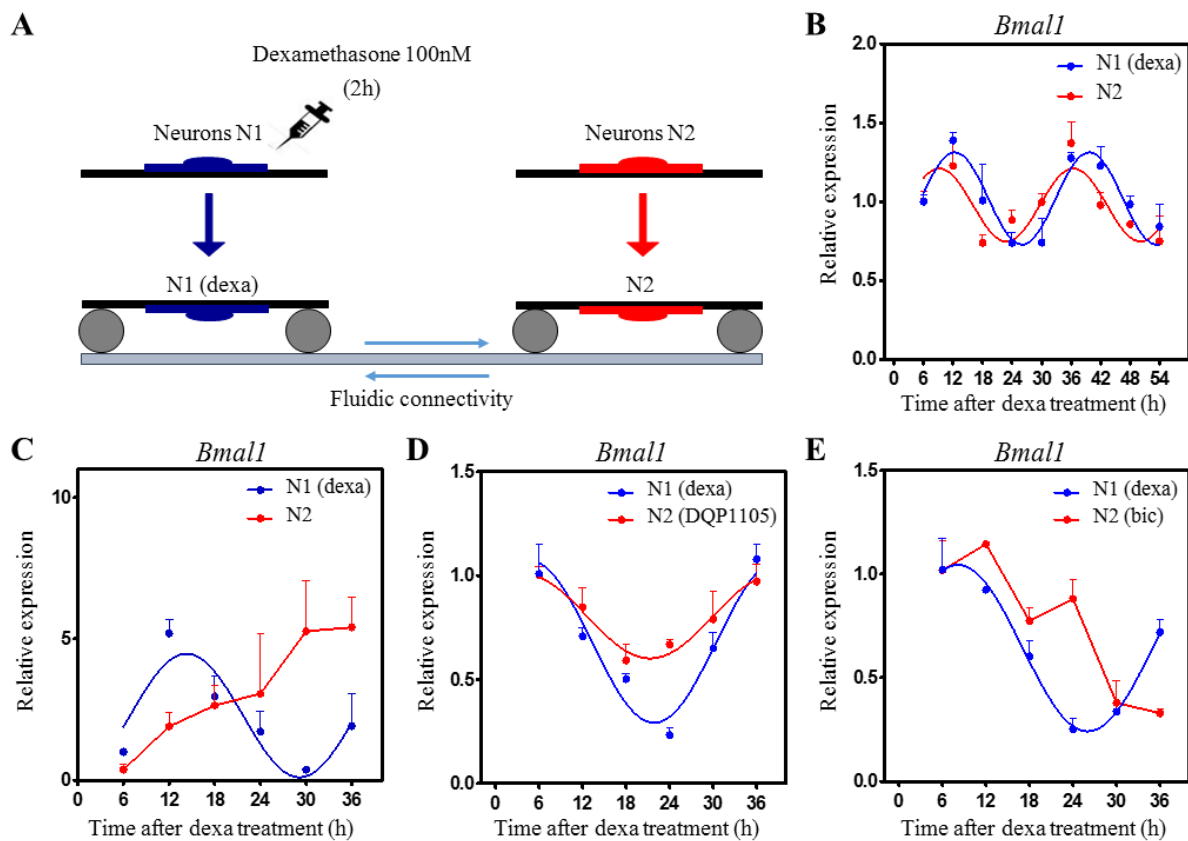 A
Dexamethasone 100nM
(2h)
Neurons N1
Neurons N2
N1 (dexa)
N2
Fluidic connectivity
B
Bmal1
N1 (dexa)
N2
Relative expression
2.0
1.5
1.0
0.5
0.0
0 6 12 18 24 30 36 42 48 54
Time after dexa treatment (h)
C
Bmal1
N1 (dexa)
N2
Relative expression
10
5
0
0 6 12 18 24 30 36
Time after dexa treatment (h)
D
Bmal1
N1 (dexa)
N2 (DQP1105)
Relative expression
1.5
1.0
0.5
0.0
0 6 12 18 24 30 36
Time after dexa treatment (h)
E
Bmal1
N1 (dexa)
N2 (bic)
Relative expression
1.5
1.0
0.5
0.0
0 6 12 18 24 30 36
Time after dexa treatment (h)